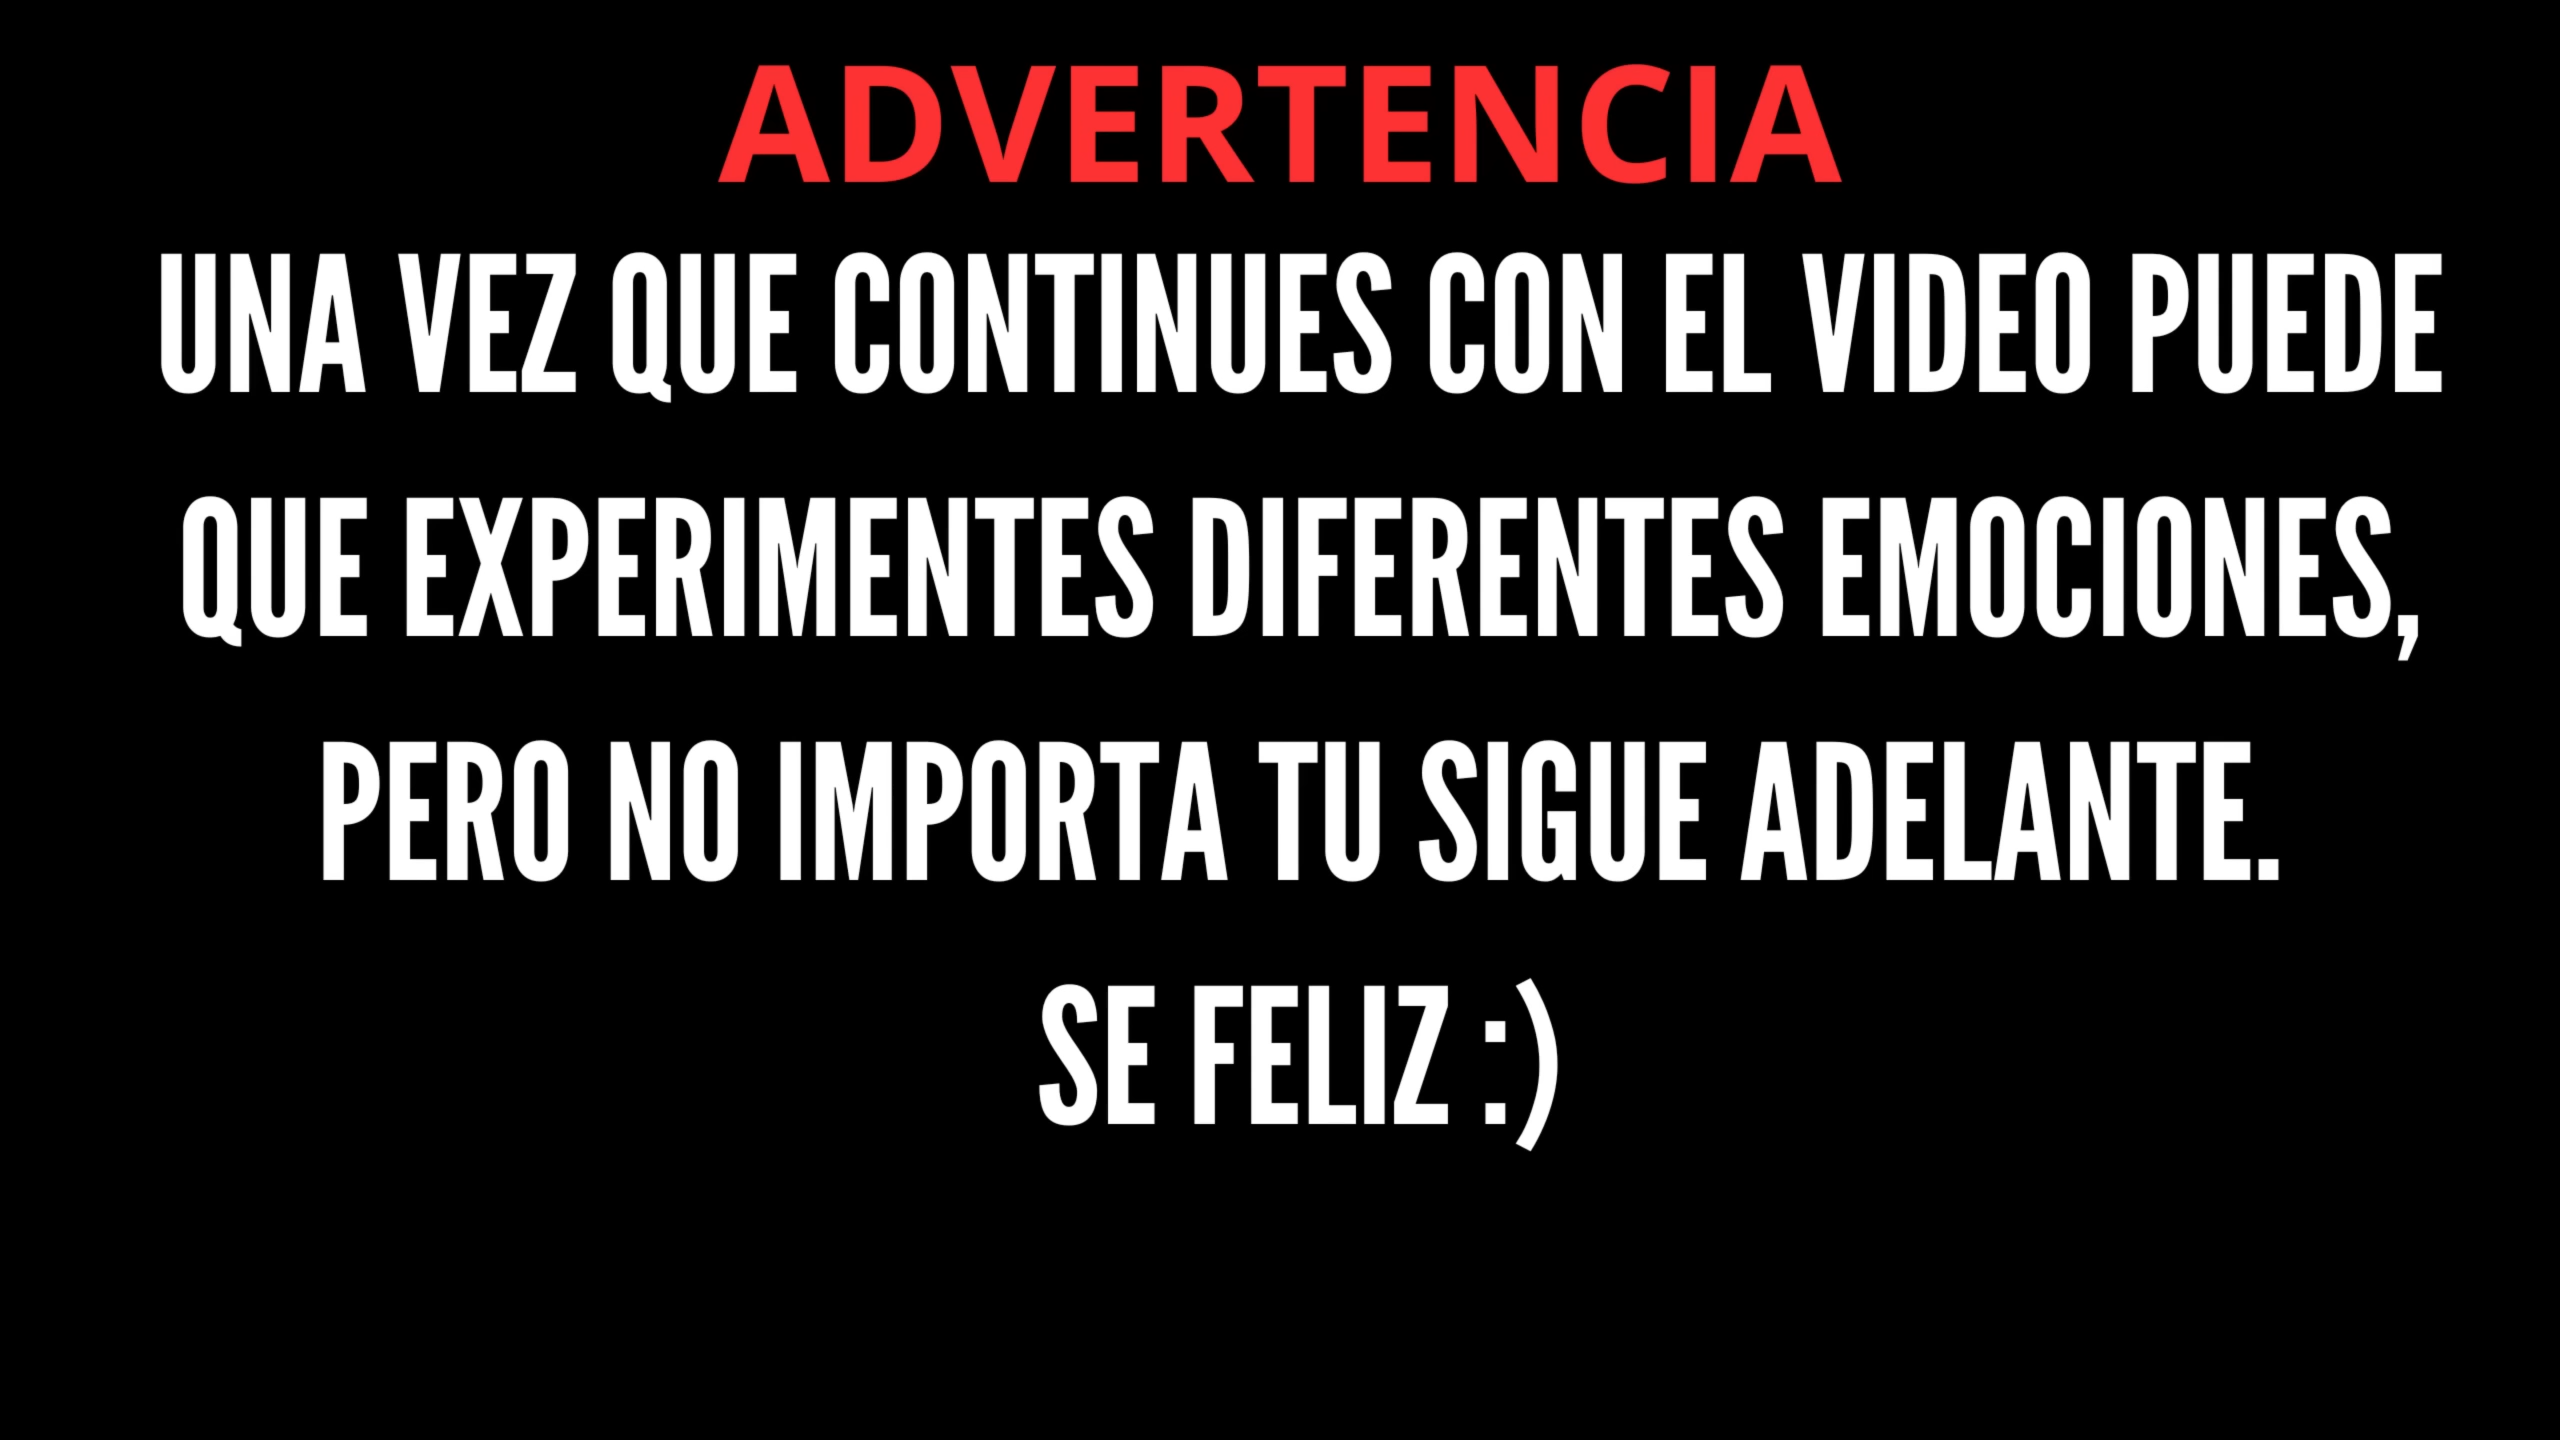 ADVERTENCIA
UNA VEZ QUE CONTINUES CON EL VIDEO PUEDE
QUE EXPERIMENTES DIFERENTES EMOCIONES,
PERO NO IMPORTA TU SIGUE ADELANTE.
SE FELIZ :)